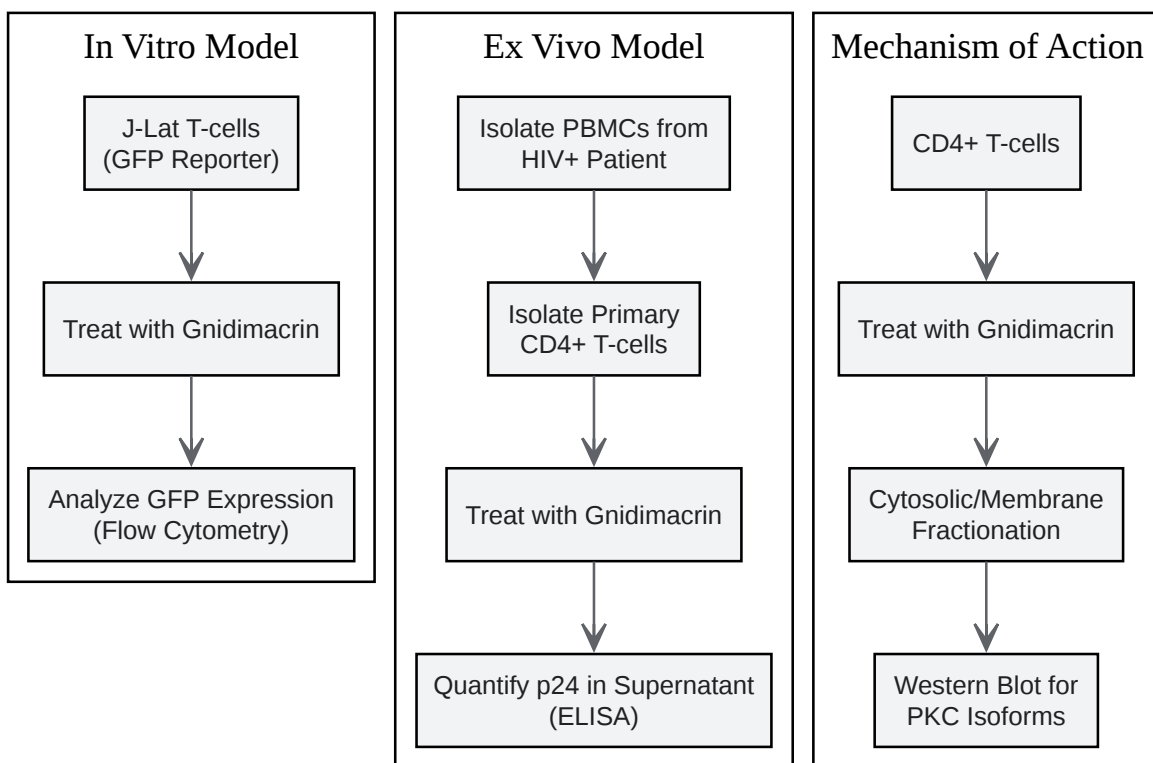 In Vitro Model
J-Lat T-cells
(GFP Reporter)
Treat with Gnidimacrin
Analyze GFP Expression
(Flow Cytometry)
Ex Vivo Model
Isolate PBMCs from
HIV+ Patient
Isolate Primary
CD4+ T-cells
Treat with Gnidimacrin
Quantify p24 in Supernatant
(ELISA)
Mechanism of Action
CD4+ T-cells
Treat with Gnidimacrin
Cytosolic/Membrane
Fractionation
Western Blot for
PKC Isoforms